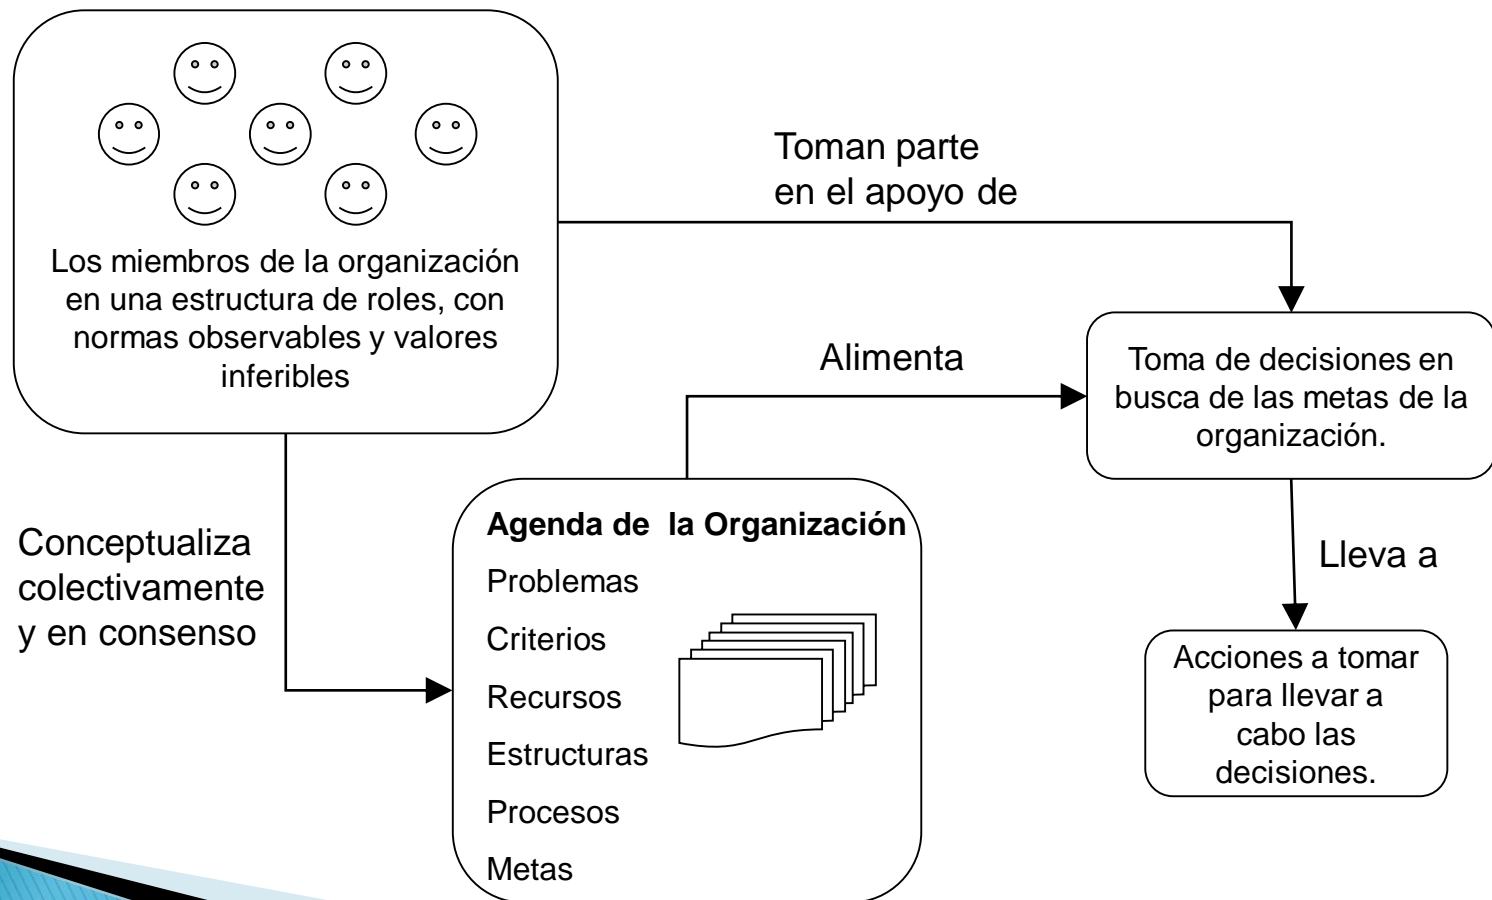 Los miembros de la organización
en una estructura de roles, con
normas observables y valores
inferibles
Toman parte
en el apoyo de
Alimenta
Toma de decisiones en
busca de las metas de la
organización.
Conceptualiza
colectivamente
y en consenso
Agenda de  la Organización
Problemas
Criterios
Recursos
Estructuras
Procesos
Metas
Lleva a
Acciones a tomar
para llevar a
cabo las
decisiones.